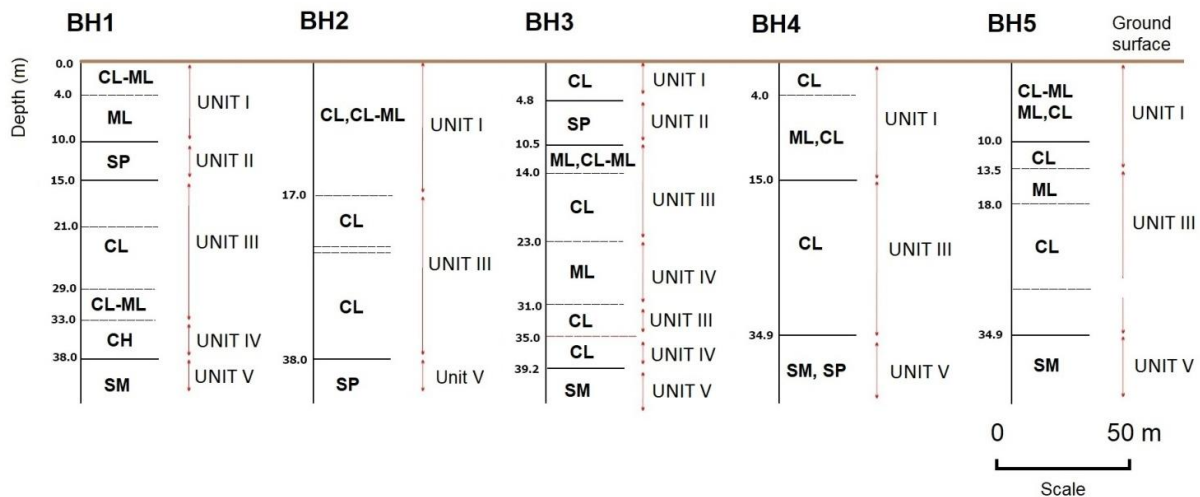 BH1
BH2
BH3
BH4
BH5
Ground
surface
Depth (m)
0.0
CL-ML
4.0
ML
10.0
SP
15.0
21.0
CL
29.0
CL-ML
33.0
CH
38.0
SM
UNIT I
UNIT II
UNIT III
UNIT IV
UNIT V
CL,CL-ML
17.0
CL
CL
38.0
SP
UNIT I
UNIT III
Unit V
CL
4.8
SP
10.5
ML,CL-ML
14.0
CL
23.0
ML
31.0
CL
35.0
CL
39.2
SM
UNIT I
UNIT II
UNIT III
UNIT IV
UNIT III
UNIT IV
UNIT V
CL
4.0
ML,CL
15.0
CL
34.9
SM, SP
UNIT I
UNIT III
UNIT V
CL-ML
ML,CL
10.0
CL
13.5
ML
18.0
CL
34.9
SM
UNIT I
UNIT III
UNIT V
0 50 m
Scale